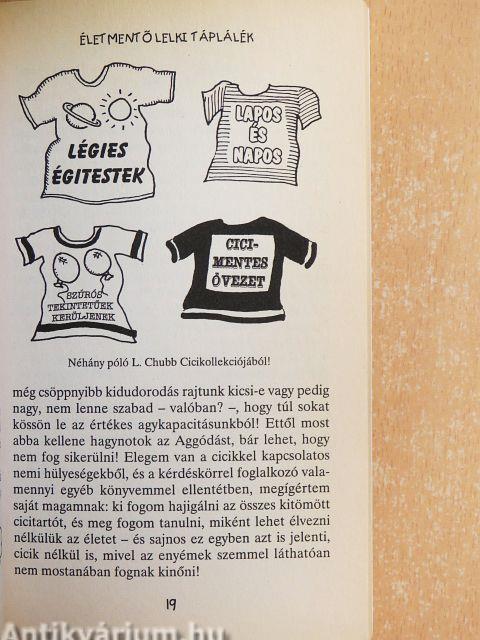 ÉLETMENTŐ LELKI TÁPLÁLÉK
LÉGIES
ÉGITESTEK
LAPOS
ÉS
NAPOS
SZÚRÓS
TEKINTETŰEK
KERÜLJENEK
CICI-
MENTES
ÖVEZET
Néhány póló L. Chubb Cicikollekciójából!
még csöppnyibb kidudorodás rajtunk kicsi-e vagy pedig
nagy, nem lenne szabad – valóban? –, hogy túl sokat
kössön le az értékes agykapacitásunkból! Ettől most
abba kellene hagynotok az Aggódást, bár lehet, hogy
nem fog sikerülni! Elegem van a cicikkel kapcsolatos
nemi hülyeségekből, és a kérdéskörrel foglalkozó vala-
mennyi egyéb könyvemmel ellentétben, megígértem
saját magamnak: ki fogom hajigálni az összes kitömött
cicitartót, és meg fogom tanulni, miként lehet élvezni
nélkülük az életet – és sajnos ez egyben azt is jelenti,
cicik nélkül is, mivel az enyémek szemmel láthatóan
nem mostanában fognak kinőni!
19
Antikvárium.hu